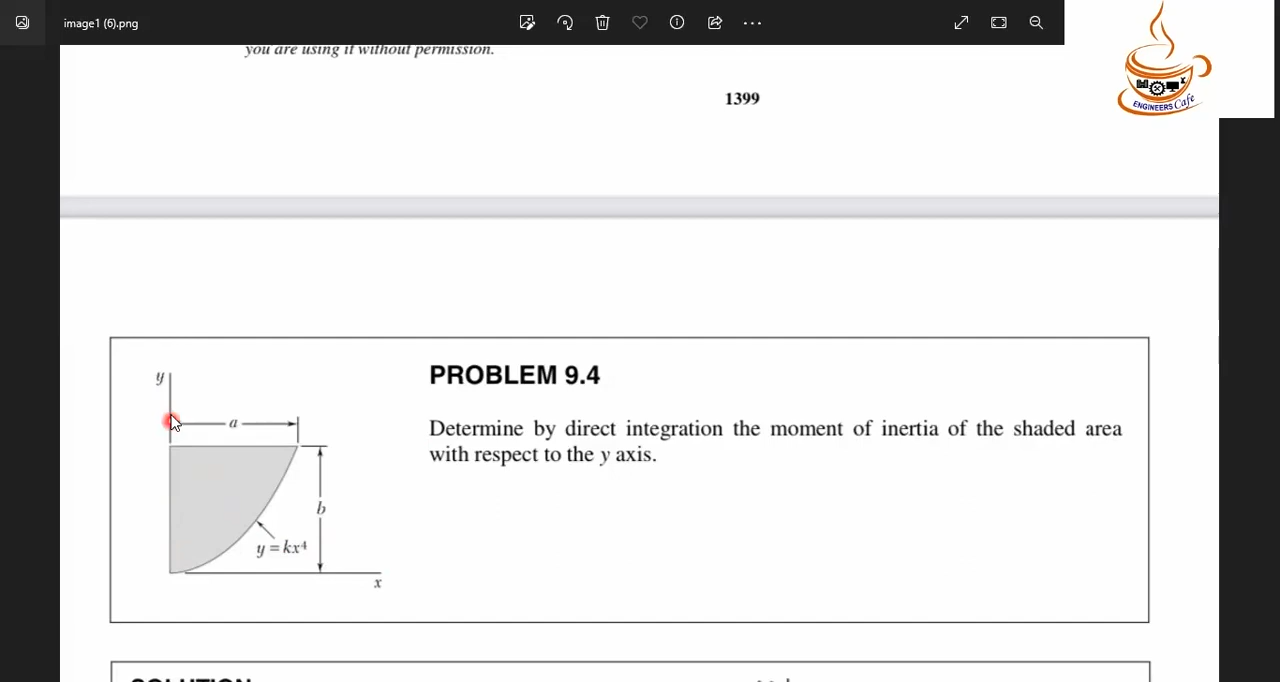 image1 (6).png
you are using it without permission.
1399
ENGINEERS Cafe
PROBLEM 9.4
Determine by direct integration the moment of inertia of the shaded area
with respect to the y axis.
y
a
b
y = kx⁴
x
SOLUTION